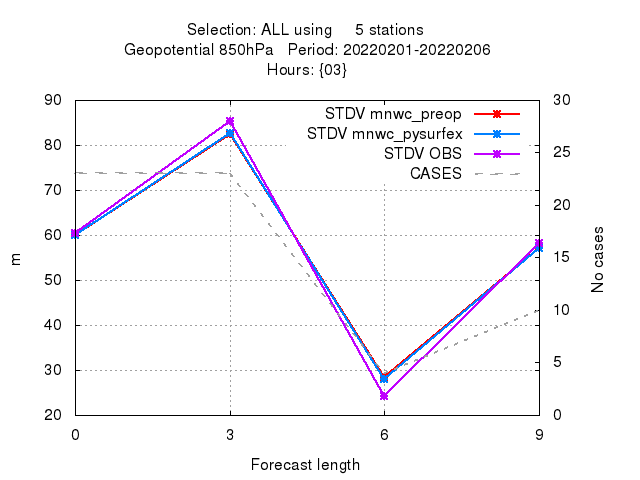 Selection: ALL using     5 stations
Geopotential 850hPa   Period: 20220201-20220206
Hours: {03}
90 30
STDV mnwc_preop
STDV mnwc_pysurfex
STDV OBS
CASES
80 25
70 20
60
50 15
40 10
30 5
20 0
m
No cases
0 3 6 9
Forecast length